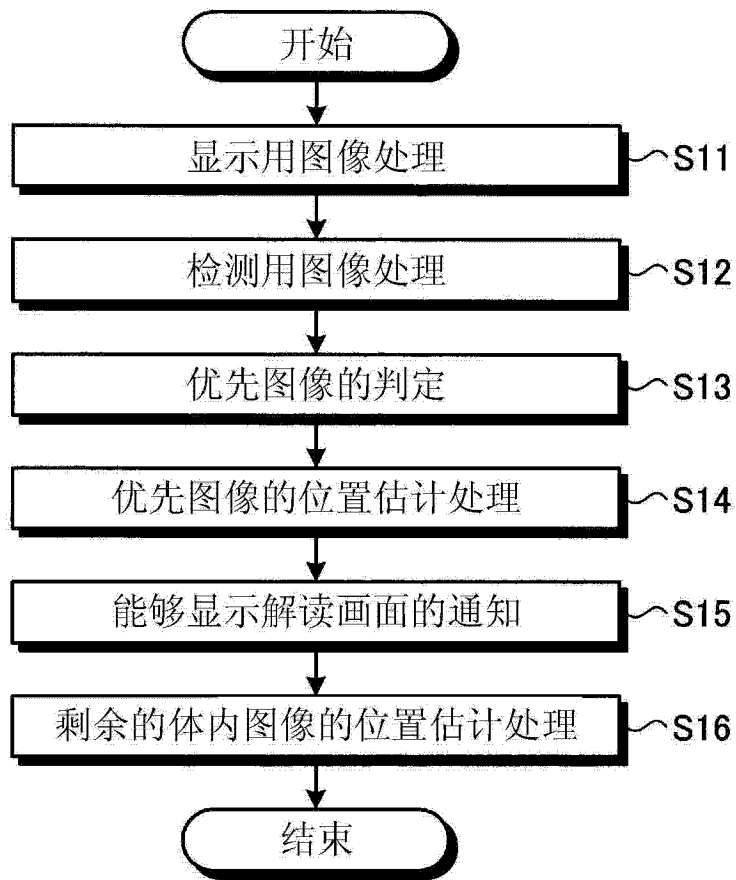 开始
显示用图像处理 S11
检测用图像处理 S12
优先图像的判定 S13
优先图像的位置估计处理 S14
能够显示解读画面的通知 S15
剩余的体内图像的位置估计处理 S16
结束